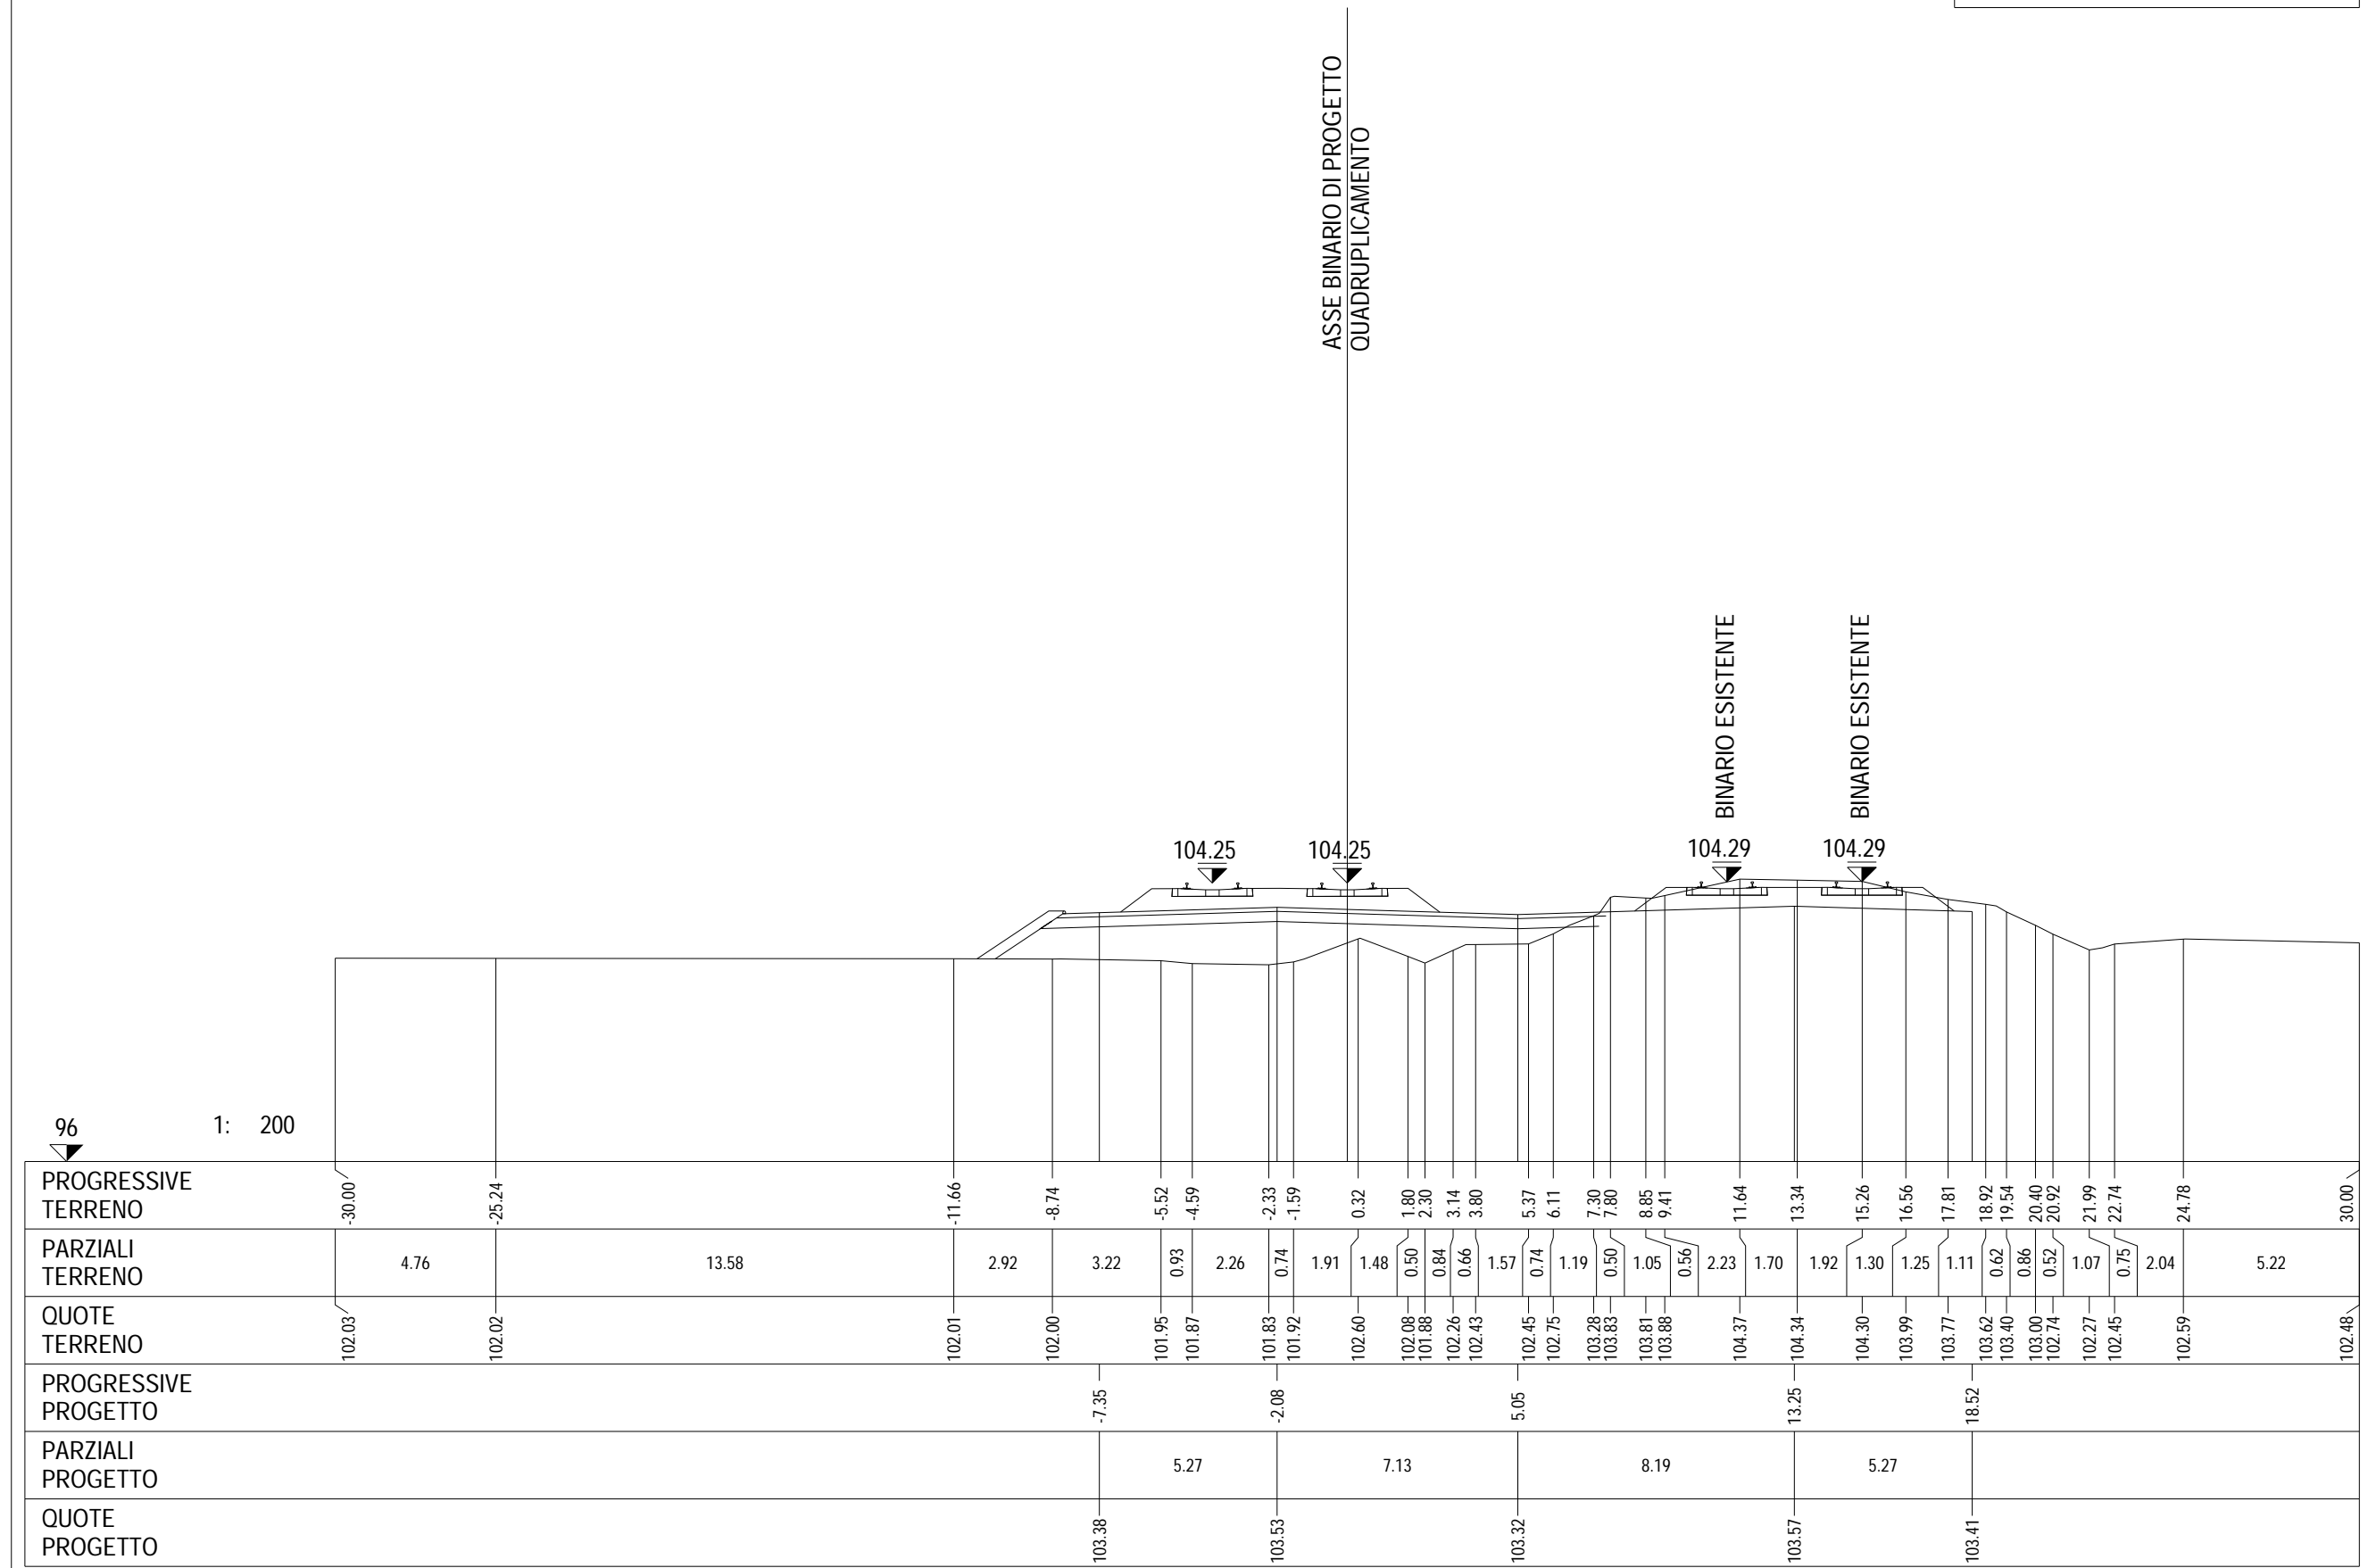 ASSE BINARIO DI PROGETTO
QUADRUPLICAMENTO
BINARIO ESISTENTE
BINARIO ESISTENTE
104.25
104.25
104.29
104.29
96
1: 200
PROGRESSIVE
TERRENO
-30.00 -25.24 -11.66 -8.74 -5.52 -4.59 -2.33 -1.59 0.32 1.80 2.30 3.14 3.80 5.37 6.11 7.30 7.80 8.85 9.41 11.64 13.34 15.26 16.56 17.81 18.92 19.54 20.40 20.92 21.99 22.74 24.78 30.00
PARZIALI
TERRENO
4.76 13.58 2.92 3.22 0.93 2.26 0.74 1.91 1.48 0.50 0.84 0.66 1.57 0.74 1.19 0.50 1.05 0.56 2.23 1.70 1.92 1.30 1.25 1.11 0.62 0.86 0.52 1.07 0.75 2.04 5.22
QUOTE
TERRENO
102.03 102.02 102.01 102.00 101.95 101.87 101.83 101.92 102.60 102.08 101.88 102.26 102.43 102.45 102.75 103.28 103.83 103.81 103.88 104.37 104.34 104.30 103.99 103.77 103.62 103.40 103.00 102.74 102.27 102.45 102.59 102.48
PROGRESSIVE
PROGETTO
-7.35 -2.08 5.05 13.25 18.52
PARZIALI
PROGETTO
5.27 7.13 8.19 5.27
QUOTE
PROGETTO
103.38 103.53 103.32 103.57 103.41